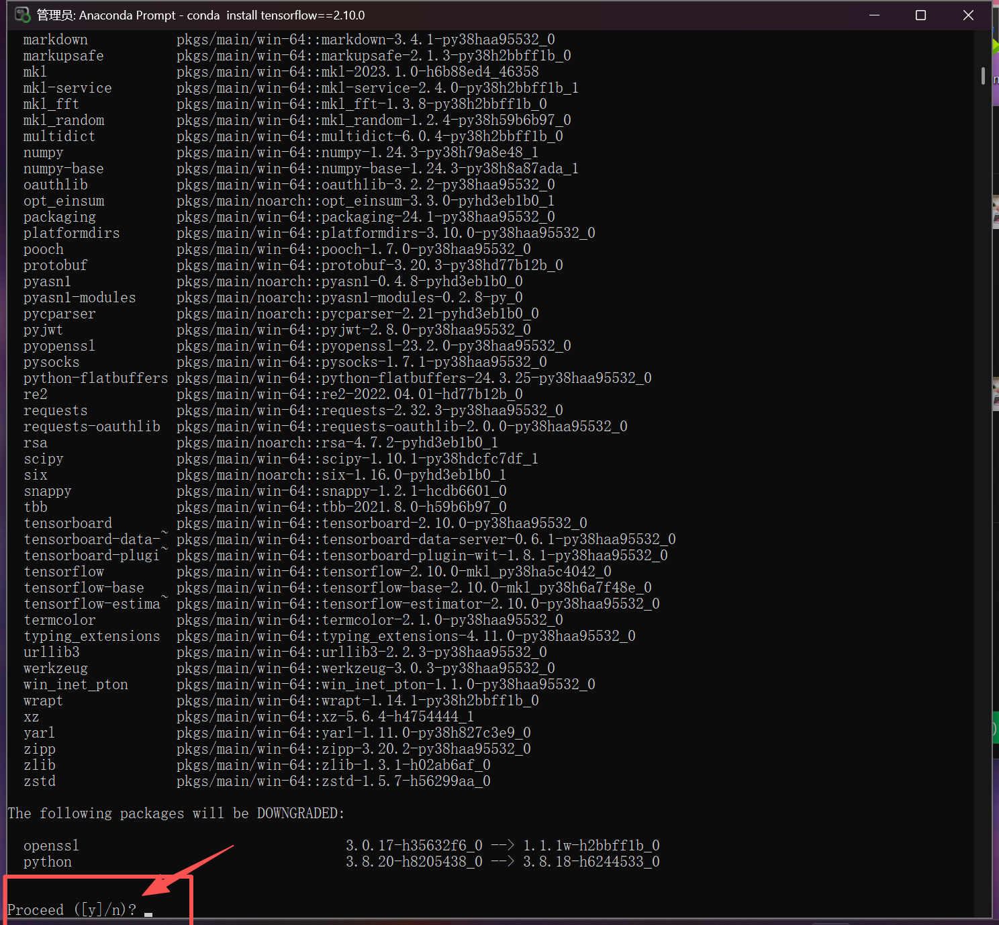 管理员: Anaconda Prompt - conda  install tensorflow==2.10.0
markdown           pkgs/main/win-64::markdown-3.4.1-py38haa95532_0
markupsafe         pkgs/main/win-64::markupsafe-2.1.3-py38h2bbff1b_0
mkl                pkgs/main/win-64::mkl-2023.1.0-h6b88ed4_46358
mkl-service        pkgs/main/win-64::mkl-service-2.4.0-py38h2bbff1b_1
mkl_fft            pkgs/main/win-64::mkl_fft-1.3.8-py38h2bbff1b_0
mkl_random         pkgs/main/win-64::mkl_random-1.2.4-py38h59b6b97_0
multidict          pkgs/main/win-64::multidict-6.0.4-py38h2bbff1b_0
numpy              pkgs/main/win-64::numpy-1.24.3-py38h79a8e48_1
numpy-base         pkgs/main/win-64::numpy-base-1.24.3-py38h8a87ada_1
oauthlib           pkgs/main/win-64::oauthlib-3.2.2-py38haa95532_0
opt_einsum         pkgs/main/noarch::opt_einsum-3.3.0-pyhd3eb1b0_1
packaging          pkgs/main/win-64::packaging-24.1-py38haa95532_0
platformdirs       pkgs/main/win-64::platformdirs-3.10.0-py38haa95532_0
pooch              pkgs/main/win-64::pooch-1.7.0-py38haa95532_0
protobuf           pkgs/main/win-64::protobuf-3.20.3-py38hd77b12b_0
pyasn1             pkgs/main/noarch::pyasn1-0.4.8-pyhd3eb1b0_0
pyasn1-modules     pkgs/main/noarch::pyasn1-modules-0.2.8-py_0
pycparser          pkgs/main/noarch::pycparser-2.21-pyhd3eb1b0_0
pyjwt              pkgs/main/win-64::pyjwt-2.8.0-py38haa95532_0
pyopenssl          pkgs/main/win-64::pyopenssl-23.2.0-py38haa95532_0
pysocks            pkgs/main/win-64::pysocks-1.7.1-py38haa95532_0
python-flatbuffers pkgs/main/win-64::python-flatbuffers-24.3.25-py38haa95532_0
re2                pkgs/main/win-64::re2-2022.04.01-hd77b12b_0
requests           pkgs/main/win-64::requests-2.32.3-py38haa95532_0
requests-oauthlib  pkgs/main/win-64::requests-oauthlib-2.0.0-py38haa95532_0
rsa                pkgs/main/noarch::rsa-4.7.2-pyhd3eb1b0_1
scipy              pkgs/main/win-64::scipy-1.10.1-py38hdcfc7df_1
six                pkgs/main/noarch::six-1.16.0-pyhd3eb1b0_1
snappy             pkgs/main/win-64::snappy-1.2.1-hcdb6601_0
tbb                pkgs/main/win-64::tbb-2021.8.0-h59b6b97_0
tensorboard        pkgs/main/win-64::tensorboard-2.10.0-py38haa95532_0
tensorboard-data-~ pkgs/main/win-64::tensorboard-data-server-0.6.1-py38haa95532_0
tensorboard-plugi~ pkgs/main/win-64::tensorboard-plugin-wit-1.8.1-py38haa95532_0
tensorflow         pkgs/main/win-64::tensorflow-2.10.0-mkl_py38ha5c4042_0
tensorflow-base    pkgs/main/win-64::tensorflow-base-2.10.0-mkl_py38h6a7f48e_0
tensorflow-estima~ pkgs/main/win-64::tensorflow-estimator-2.10.0-py38haa95532_0
termcolor          pkgs/main/win-64::termcolor-2.1.0-py38haa95532_0
typing_extensions  pkgs/main/win-64::typing_extensions-4.11.0-py38haa95532_0
urllib3            pkgs/main/win-64::urllib3-2.2.3-py38haa95532_0
werkzeug           pkgs/main/win-64::werkzeug-3.0.3-py38haa95532_0
win_inet_pton      pkgs/main/win-64::win_inet_pton-1.1.0-py38haa95532_0
wrapt              pkgs/main/win-64::wrapt-1.14.1-py38h2bbff1b_0
xz                 pkgs/main/win-64::xz-5.6.4-h4754444_1
yarl               pkgs/main/win-64::yarl-1.11.0-py38h827c3e9_0
zipp               pkgs/main/win-64::zipp-3.20.2-py38haa95532_0
zlib               pkgs/main/win-64::zlib-1.3.1-h02ab6af_0
zstd               pkgs/main/win-64::zstd-1.5.7-h56299aa_0
The following packages will be DOWNGRADED:
openssl            3.0.17-h35632f6_0 --> 1.1.1w-h2bbff1b_0
python             3.8.20-h8205438_0 --> 3.8.18-h6244533_0
Proceed ([y]/n)?